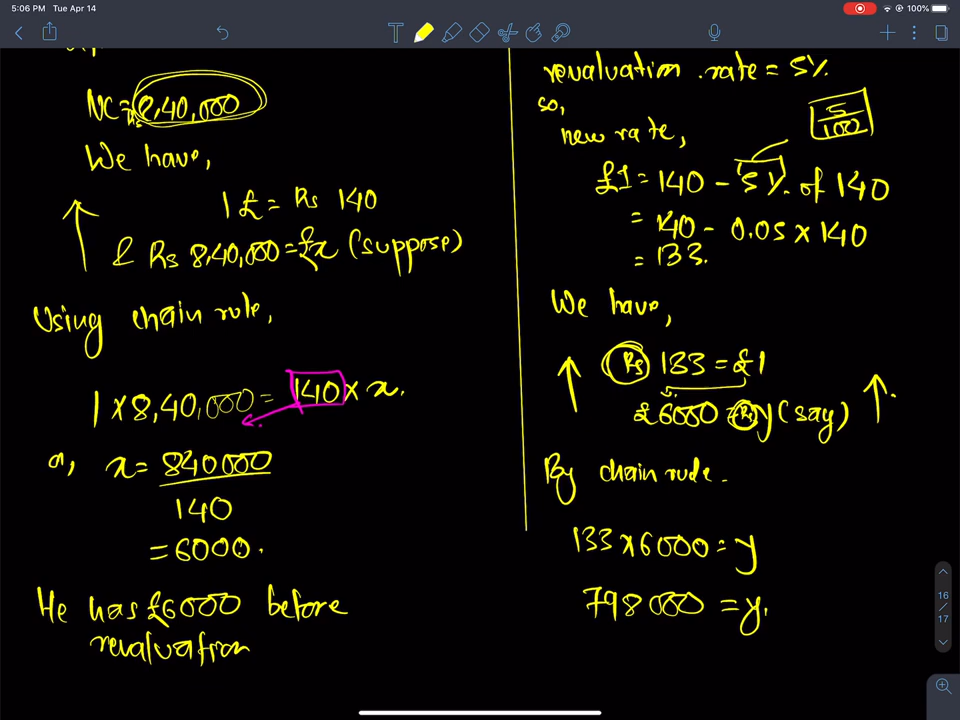 5:06 PM Tue Apr 14
100%
NC = Rs 8,40,000
We have,
1 £ = Rs 140
& Rs 8,40,000 = £x (suppose)
Using chain rule,
1 × 8,40,000 = 140 × x.
or, x = 840000
140
= 6000.
He has £6000 before
revaluation
revaluation rate = 5%
so,
new rate,
5
100
£1 = 140 - 5% of 140
= 140 - 0.05 × 140
= 133.
We have,
Rs 133 = £1
£6000 = Rs y (say)
By chain rule.
133 × 6000 = y
798000 = y.
16
/
17